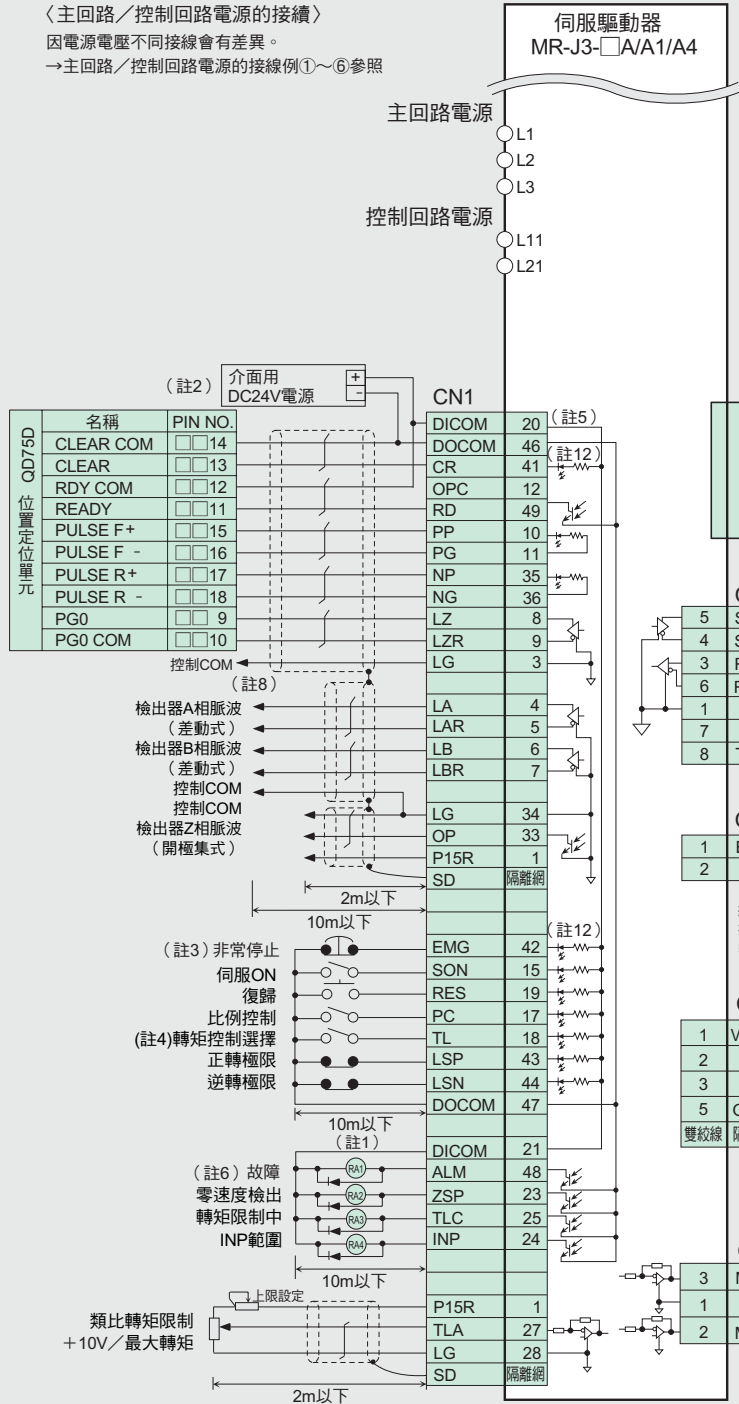 〈主回路／控制回路電源的接續〉
因電源電壓不同接線會有差異。
→主回路／控制回路電源的接線例①～⑥參照
伺服驅動器
MR-J3-□A/A1/A4
主回路電源
L1
L2
L3
控制回路電源
L11
L21
（註2）
介面用
DC24V電源
+
-
CN1
QD75D 位置定位單元
名稱 PIN NO.
CLEAR COM □□14
CLEAR □□13
RDY COM □□12
READY □□11
PULSE F+ □□15
PULSE F - □□16
PULSE R+ □□17
PULSE R - □□18
PG0 □□ 9
PG0 COM □□10
控制COM
（註8）
檢出器A相脈波
（差動式）
檢出器B相脈波
（差動式）
控制COM
控制COM
檢出器Z相脈波
（開極集式）
2m以下
10m以下
DICOM 20 （註5）
DOCOM 46
CR 41 （註12）
OPC 12
RD 49
PP 10
PG 11
NP 35
NG 36
LZ 8
LZR 9
LG 3
LA 4
LAR 5
LB 6
LBR 7
LG 34
OP 33
P15R 1
SD 隔離網
（註12）
（註3）非常停止 EMG 42
伺服ON SON 15
復歸 RES 19
比例控制 PC 17
(註4)轉矩控制選擇 TL 18
正轉極限 LSP 43
逆轉極限 LSN 44
DOCOM 47
10m以下
（註1）
DICOM 21
（註6）故障 RA1 ALM 48
零速度檢出 RA2 ZSP 23
轉矩限制中 RA3 TLC 25
INP範圍 RA4 INP 24
10m以下
上限設定
類比轉矩限制
＋10V／最大轉矩
P15R 1
TLA 27
LG 28
SD 隔離網
2m以下
5
4
3
6
1
7
8
1
2
1
2
3
5
雙絞線
3
1
2